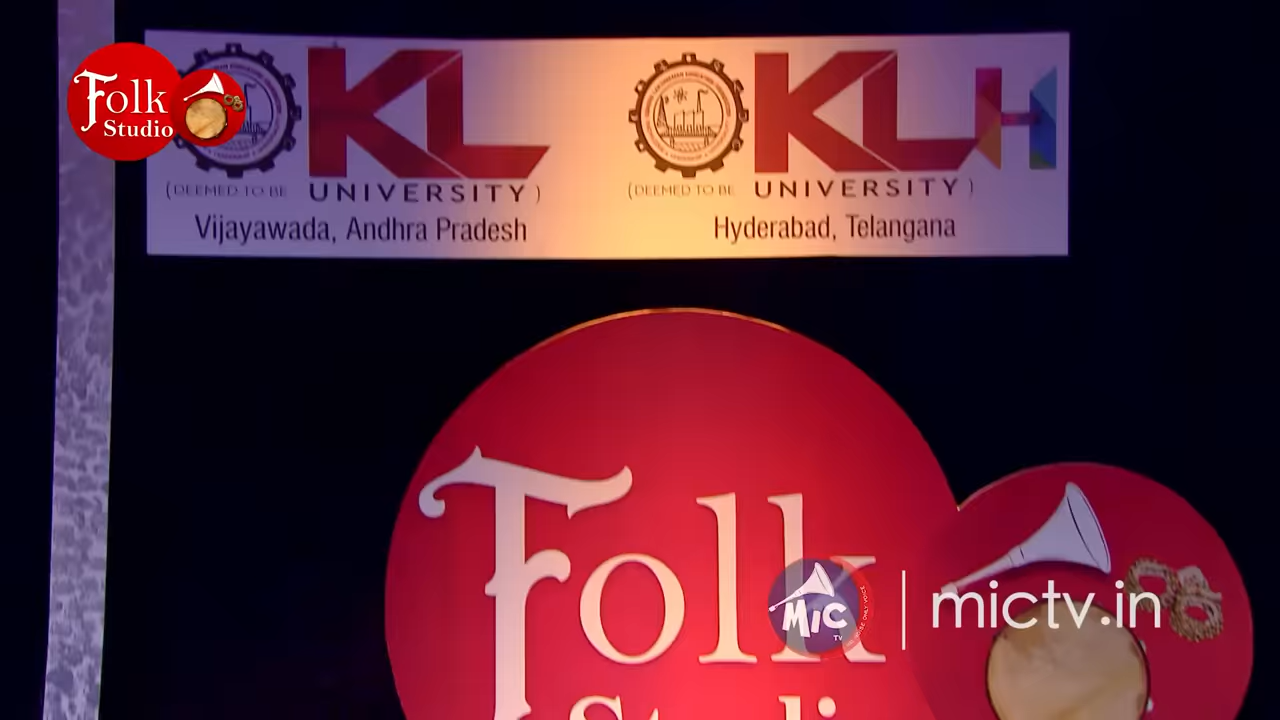 Folk
Studio
KL
(DEEMED TO BE UNIVERSITY)
Vijayawada, Andhra Pradesh
KLH
(DEEMED TO BE UNIVERSITY)
Hyderabad, Telangana
Folk
MIC
TV
mictv.in